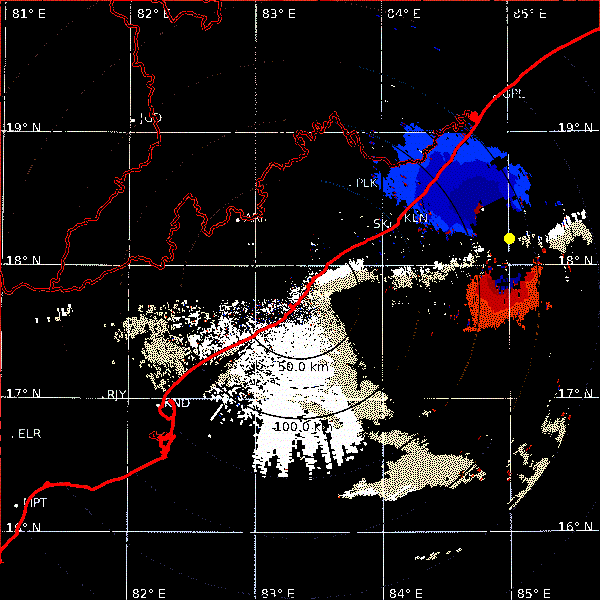 81° E 82° E 83° E 84° E 85° E
GPL
JGD
19° N 19° N
PLK
KLN
SKL
18° N 18° N
50.0 km
RJY
KND
17° N 17° N
100.0 km
ELR
MPT
16° N 16° N
82° E 83° E 84° E 85° E